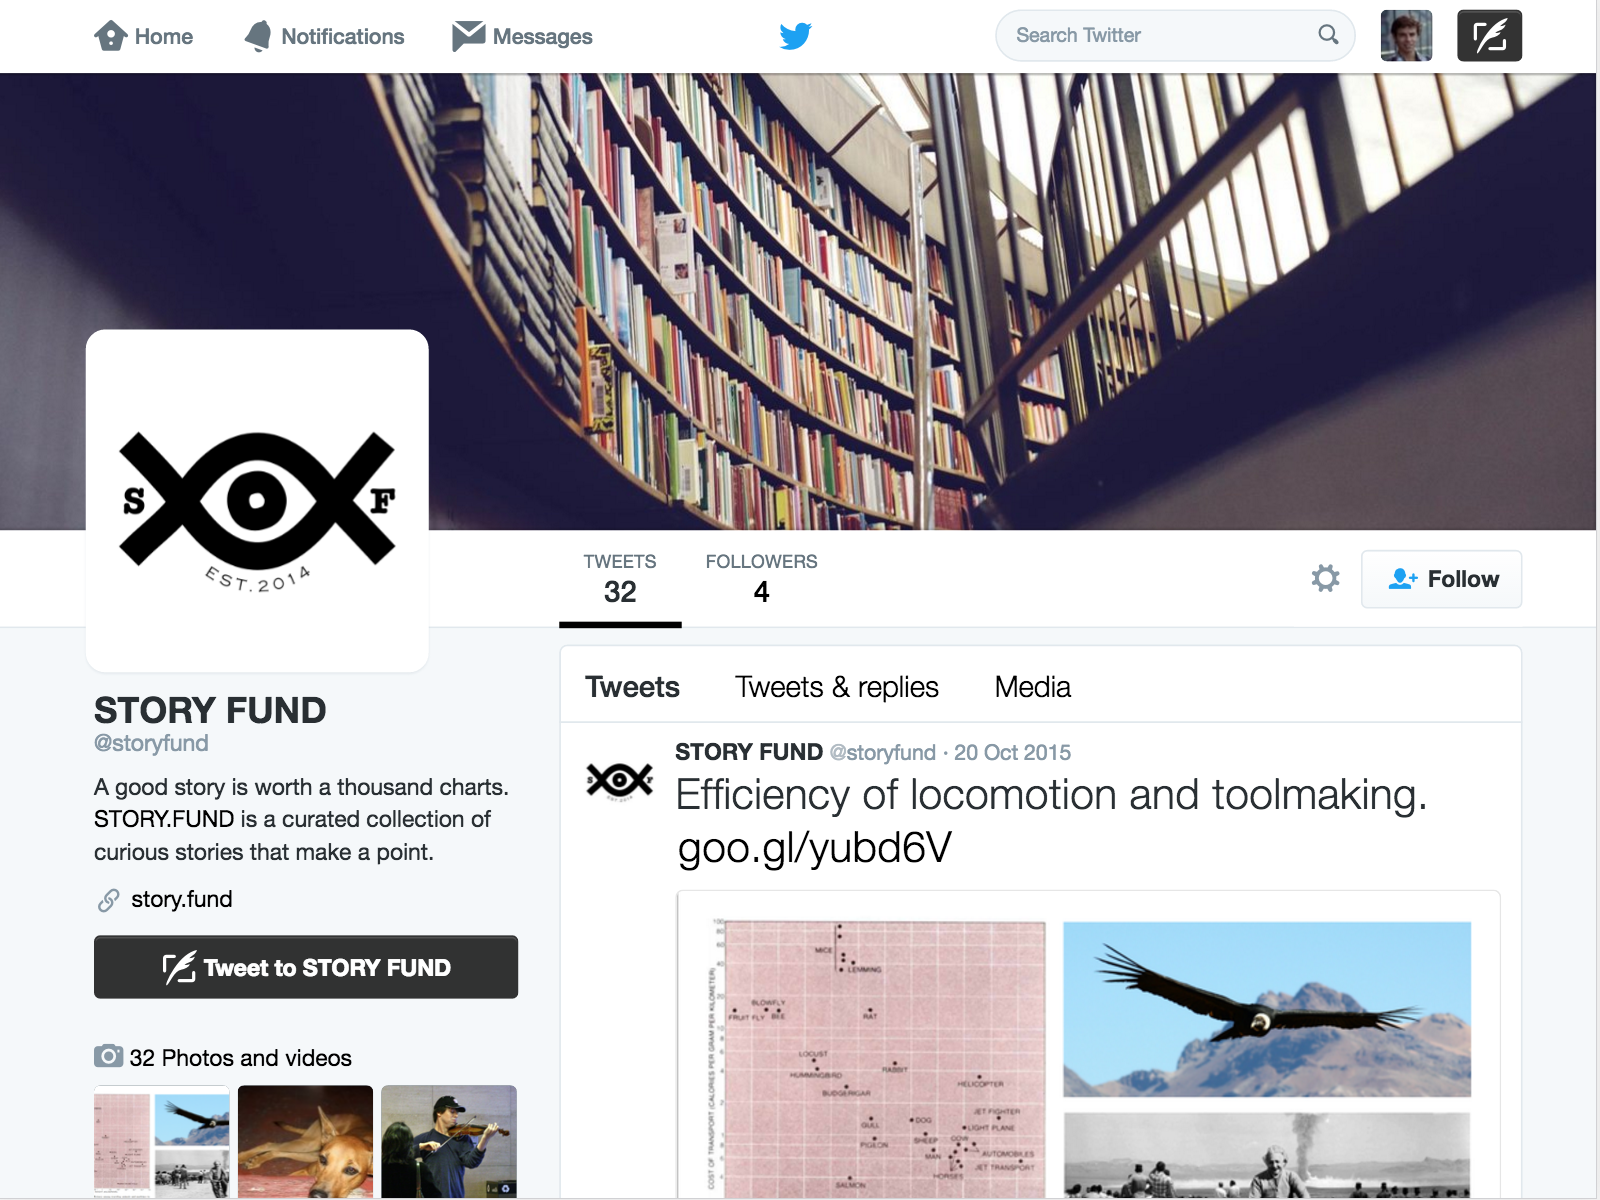 Home
Notifications
Messages
Search Twitter
S F
EST.2014
TWEETS
32
FOLLOWERS
4
Follow
STORY FUND
@storyfund
A good story is worth a thousand charts.
STORY.FUND is a curated collection of
curious stories that make a point.
story.fund
Tweet to STORY FUND
32 Photos and videos
Tweets
Tweets & replies
Media
STORY FUND @storyfund · 20 Oct 2015
Efficiency of locomotion and toolmaking.
goo.gl/yubd6V
COST OF TRANSPORT (CALORIES PER GRAM PER KILOMETER)
100
MICE
LEMMING
BLOWFLY
FRUIT FLY
BEE
RAT
LOCUST
HUMMINGBIRD
RABBIT
BUDGERIGAR
HELICOPTER
JET FIGHTER
GULL
DOG
LIGHT PLANE
PIGEON
SHEEP
COW
MAN
AUTOMOBILES
HORSES
JET TRANSPORT
SALMON